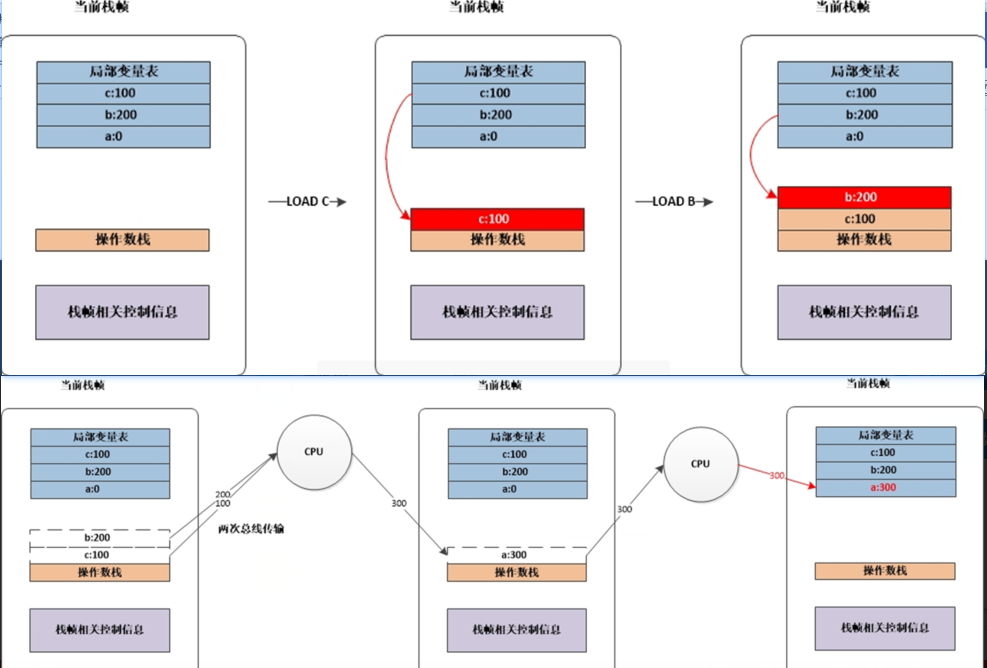 当前栈帧
当前栈帧
当前栈帧
局部变量表
c:100
b:200
a:0
操作数栈
栈帧相关控制信息
LOAD C
局部变量表
c:100
b:200
a:0
c:100
操作数栈
栈帧相关控制信息
LOAD B
局部变量表
c:100
b:200
a:0
b:200
c:100
操作数栈
栈帧相关控制信息
当前栈帧
当前栈帧
当前栈帧
局部变量表
c:100
b:200
a:0
b:200
c:100
操作数栈
栈帧相关控制信息
200
100
两次总线传输
CPU
300
局部变量表
c:100
b:200
a:0
a:300
操作数栈
栈帧相关控制信息
300
CPU
300
局部变量表
c:100
b:200
a:300
操作数栈
栈帧相关控制信息